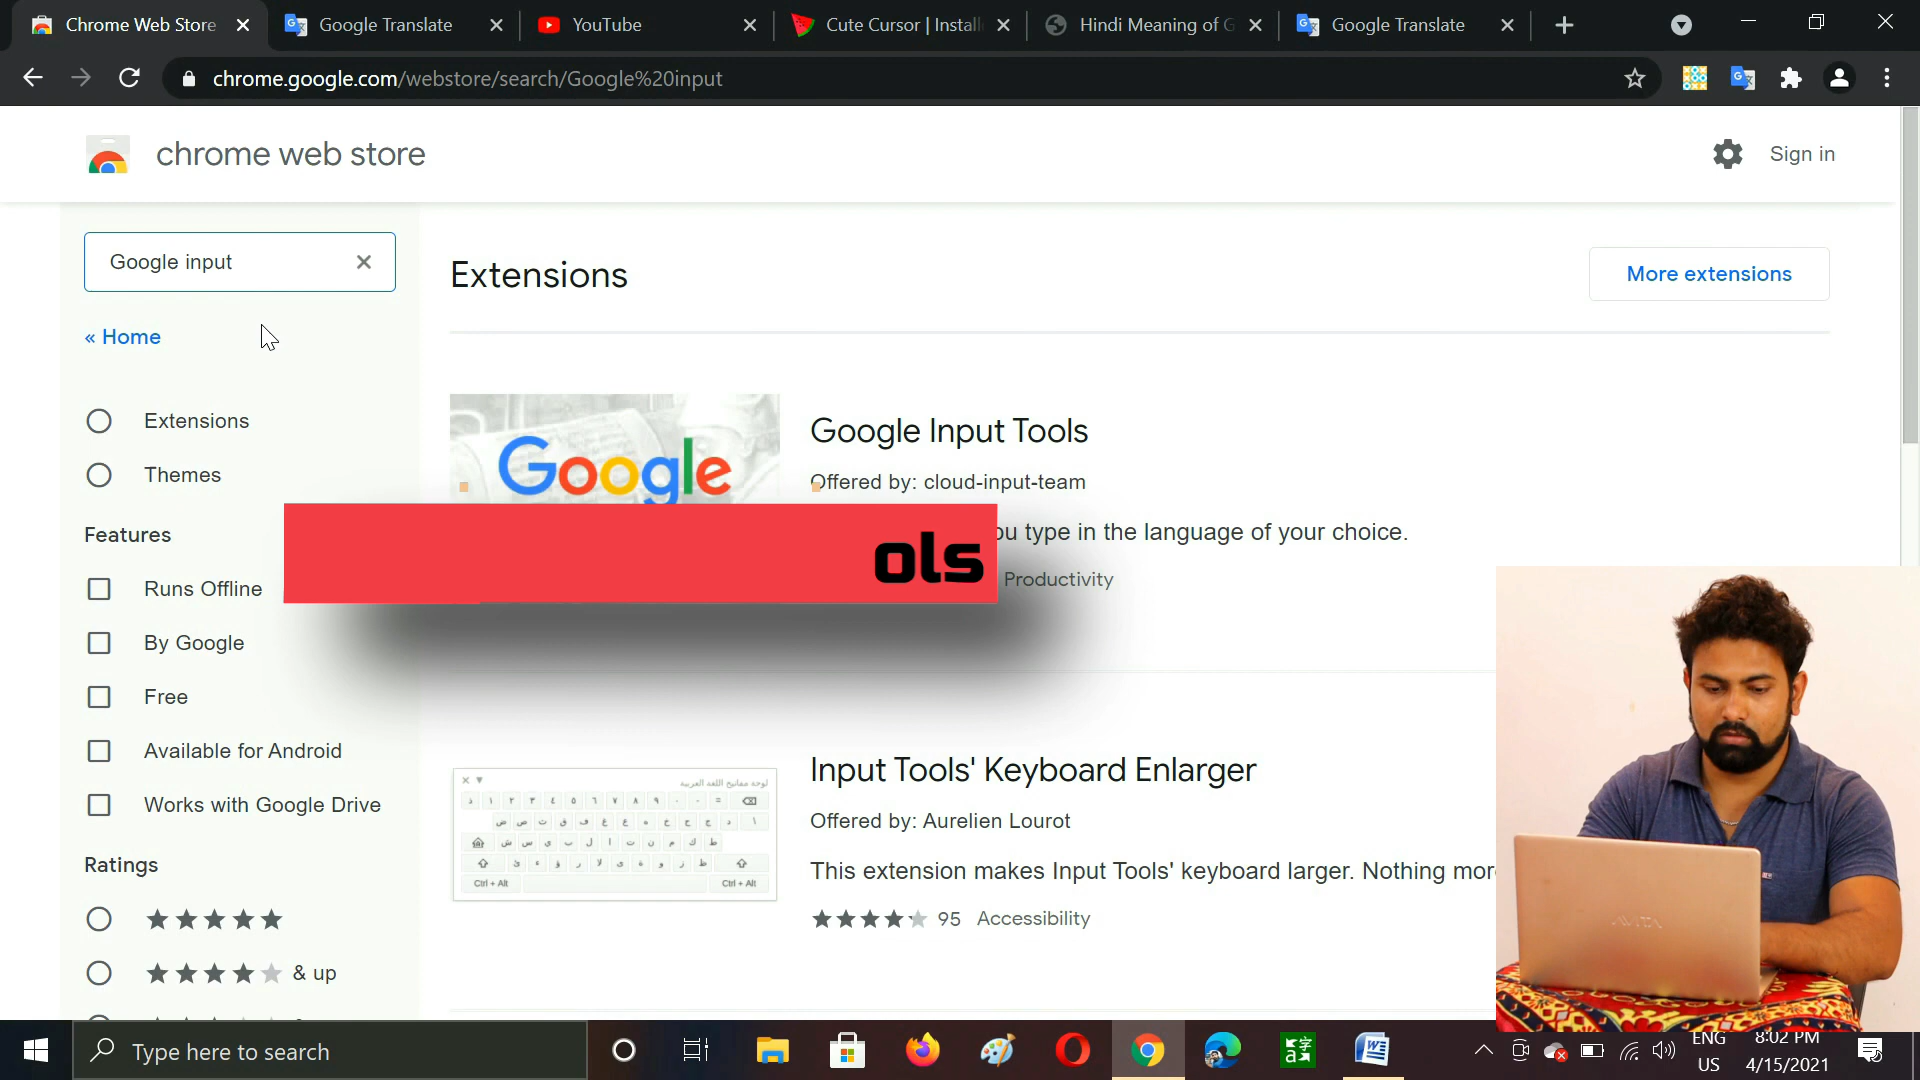 Chrome Web Store
Google Translate
YouTube
Cute Cursor | Install
Hindi Meaning of G
Google Translate
chrome.google.com/webstore/search/Google%20input
chrome web store
Sign in
Google input
« Home
Extensions
Themes
Features
Runs Offline
By Google
Free
Available for Android
Works with Google Drive
Ratings
& up
Extensions
More extensions
Google
Google Input Tools
Offered by: cloud-input-team
ou type in the language of your choice.
Productivity
ols
Input Tools' Keyboard Enlarger
Offered by: Aurelien Lourot
This extension makes Input Tools' keyboard larger. Nothing mor
95 Accessibility
لوحة مفاتيح اللغة العربية
Ctrl + Alt
Ctrl + Alt
AVITA
Type here to search
ENG
US
8:02 PM
4/15/2021